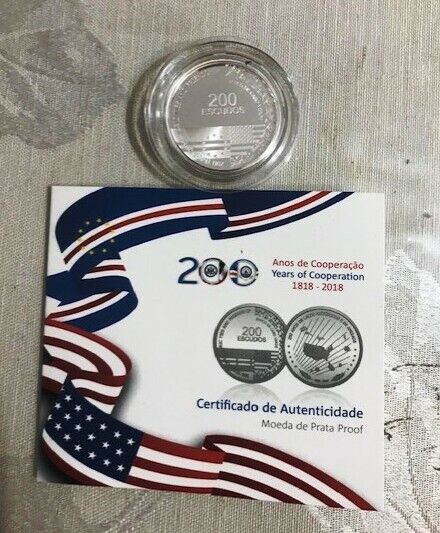 200
ESCUDOS
200
Anos de Cooperação
Years of Cooperation
1818 - 2018
200
ESCUDOS
Certificado de Autenticidade
Moeda de Prata Proof